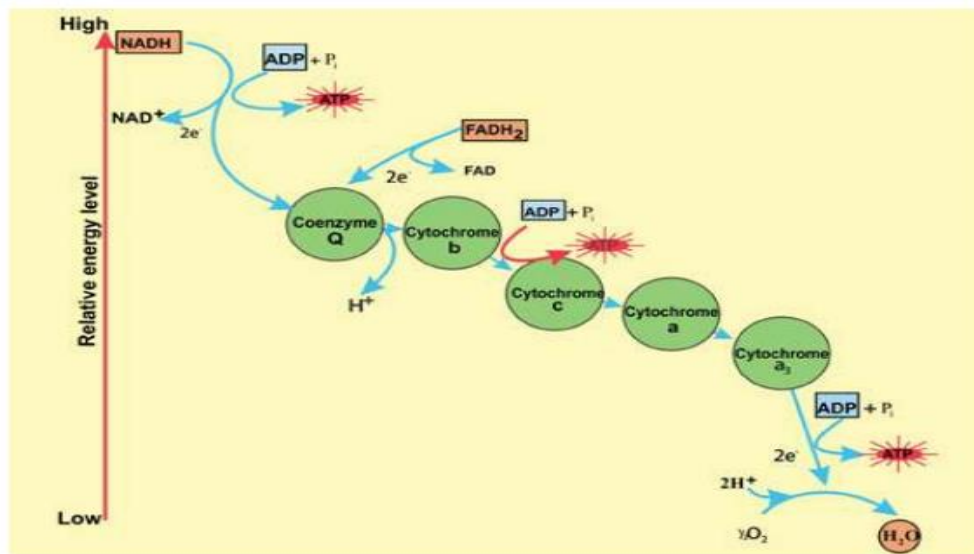 High
NADH
ADP + Pi
ATP
NAD+
2e-
FADH2
FAD
2e-
Coenzyme
Q
Cytochrome
b
ADP + Pi
ATP
H+
Cytochrome
c
Cytochrome
a
Cytochrome
a3
Relative energy level
ADP + Pi
ATP
2e-
2H+
½O2
H2O
Low